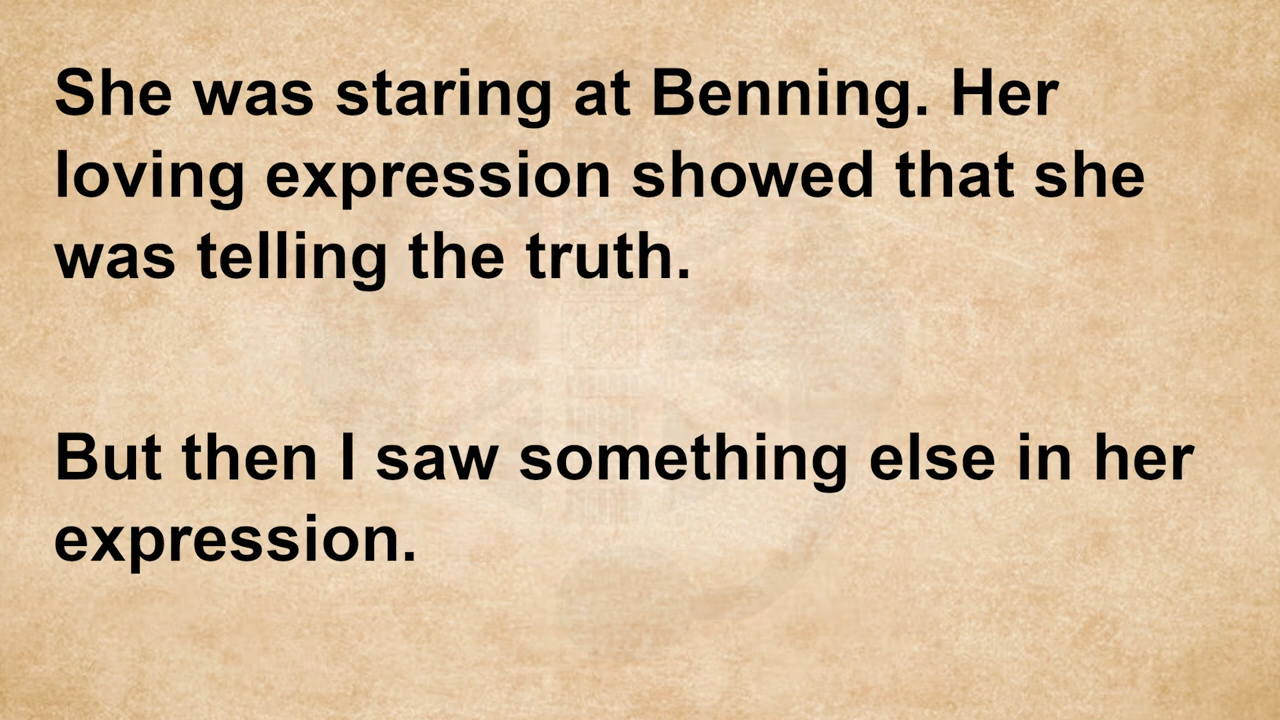 She was staring at Benning. Her
loving expression showed that she
was telling the truth.
But then I saw something else in her
expression.